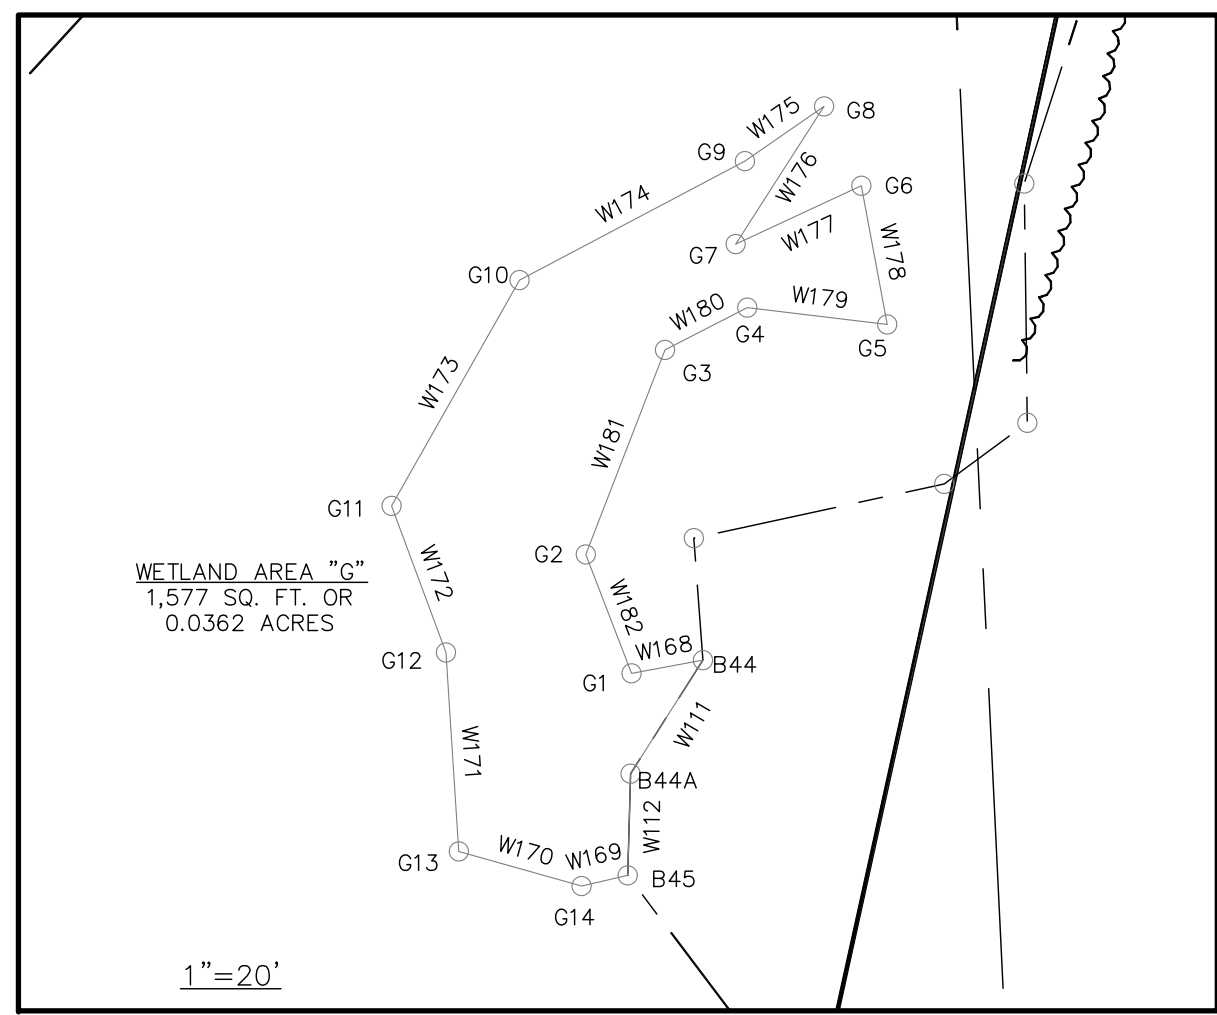 W175
G8
G9
W176
G6
W174
W177
W178
G7
G10
W179
W180
G4
G5
G3
W173
W181
G11
G2
W172
WETLAND AREA "G"
1,577 SQ. FT. OR
0.0362 ACRES
W182
W168
G12
B44
G1
W111
W171
B44A
W112
W170
W169
G13
B45
G14
1"=20'